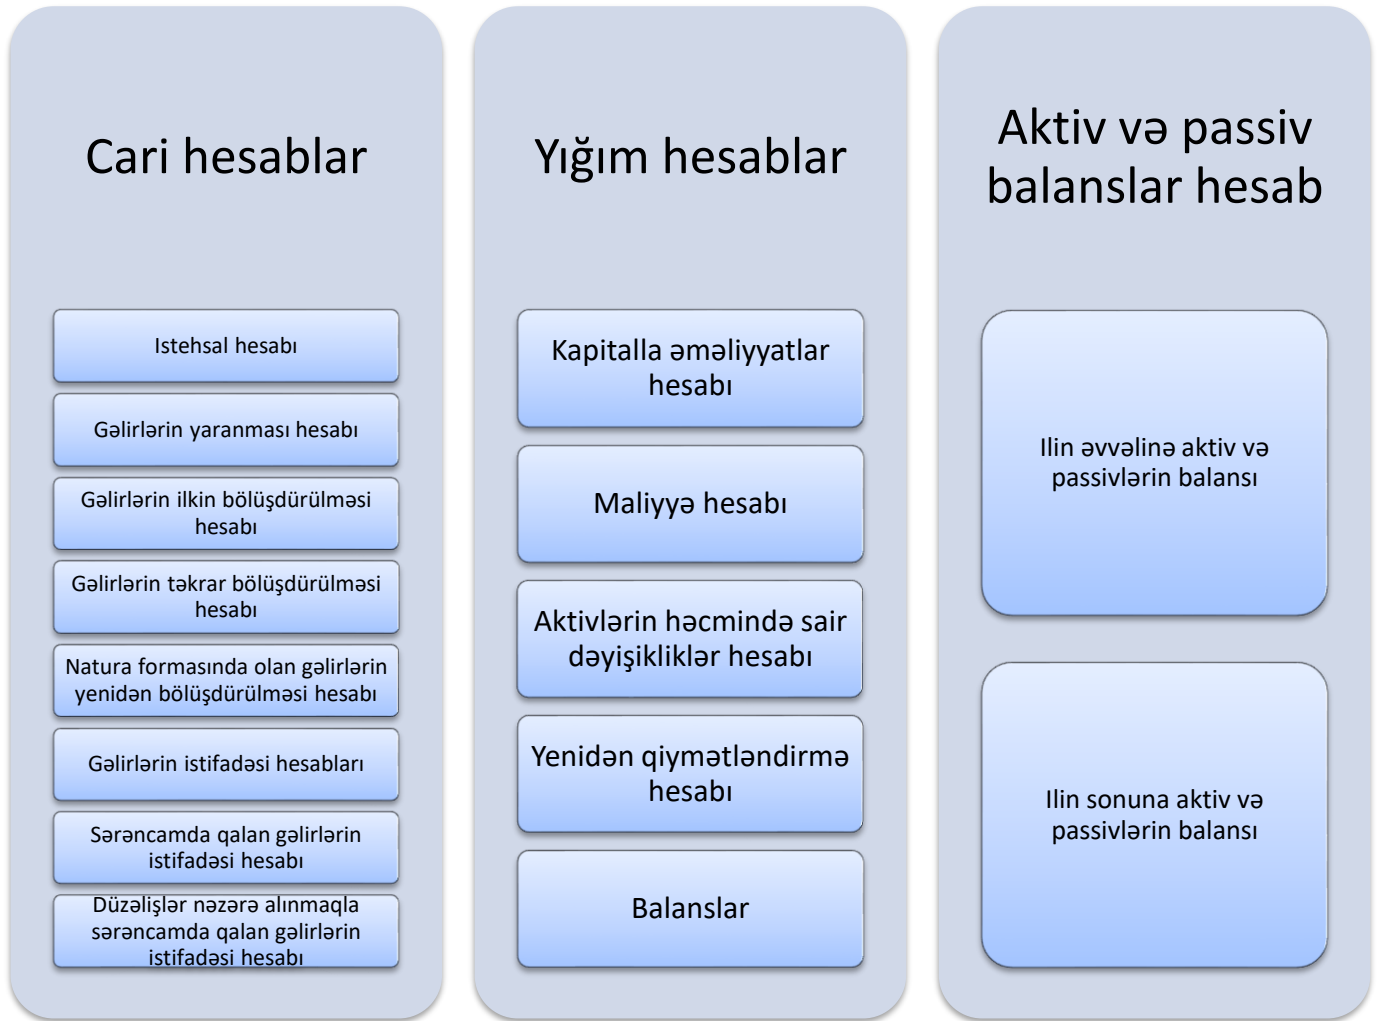 Cari hesablar
Istehsal hesabı
Gəlirlərin yaranması hesabı
Gəlirlərin ilkin bölüşdürülməsi
hesabı
Gəlirlərin təkrar bölüşdürülməsi
hesabı
Natura formasında olan gəlirlərin
yenidən bölüşdürülməsi hesabı
Gəlirlərin istifadəsi hesabları
Sərəncamda qalan gəlirlərin
istifadəsi hesabı
Düzəlişlər nəzərə alınmaqla
sərəncamda qalan gəlirlərin
istifadəsi hesabı
Yığım hesablar
Kapitalla əməliyyatlar
hesabı
Maliyyə hesabı
Aktivlərin həcmində sair
dəyişikliklər hesabı
Yenidən qiymətləndirmə
hesabı
Balanslar
Aktiv və passiv
balanslar hesab
Ilin əvvəlinə aktiv və
passivlərin balansı
Ilin sonuna aktiv və
passivlərin balansı